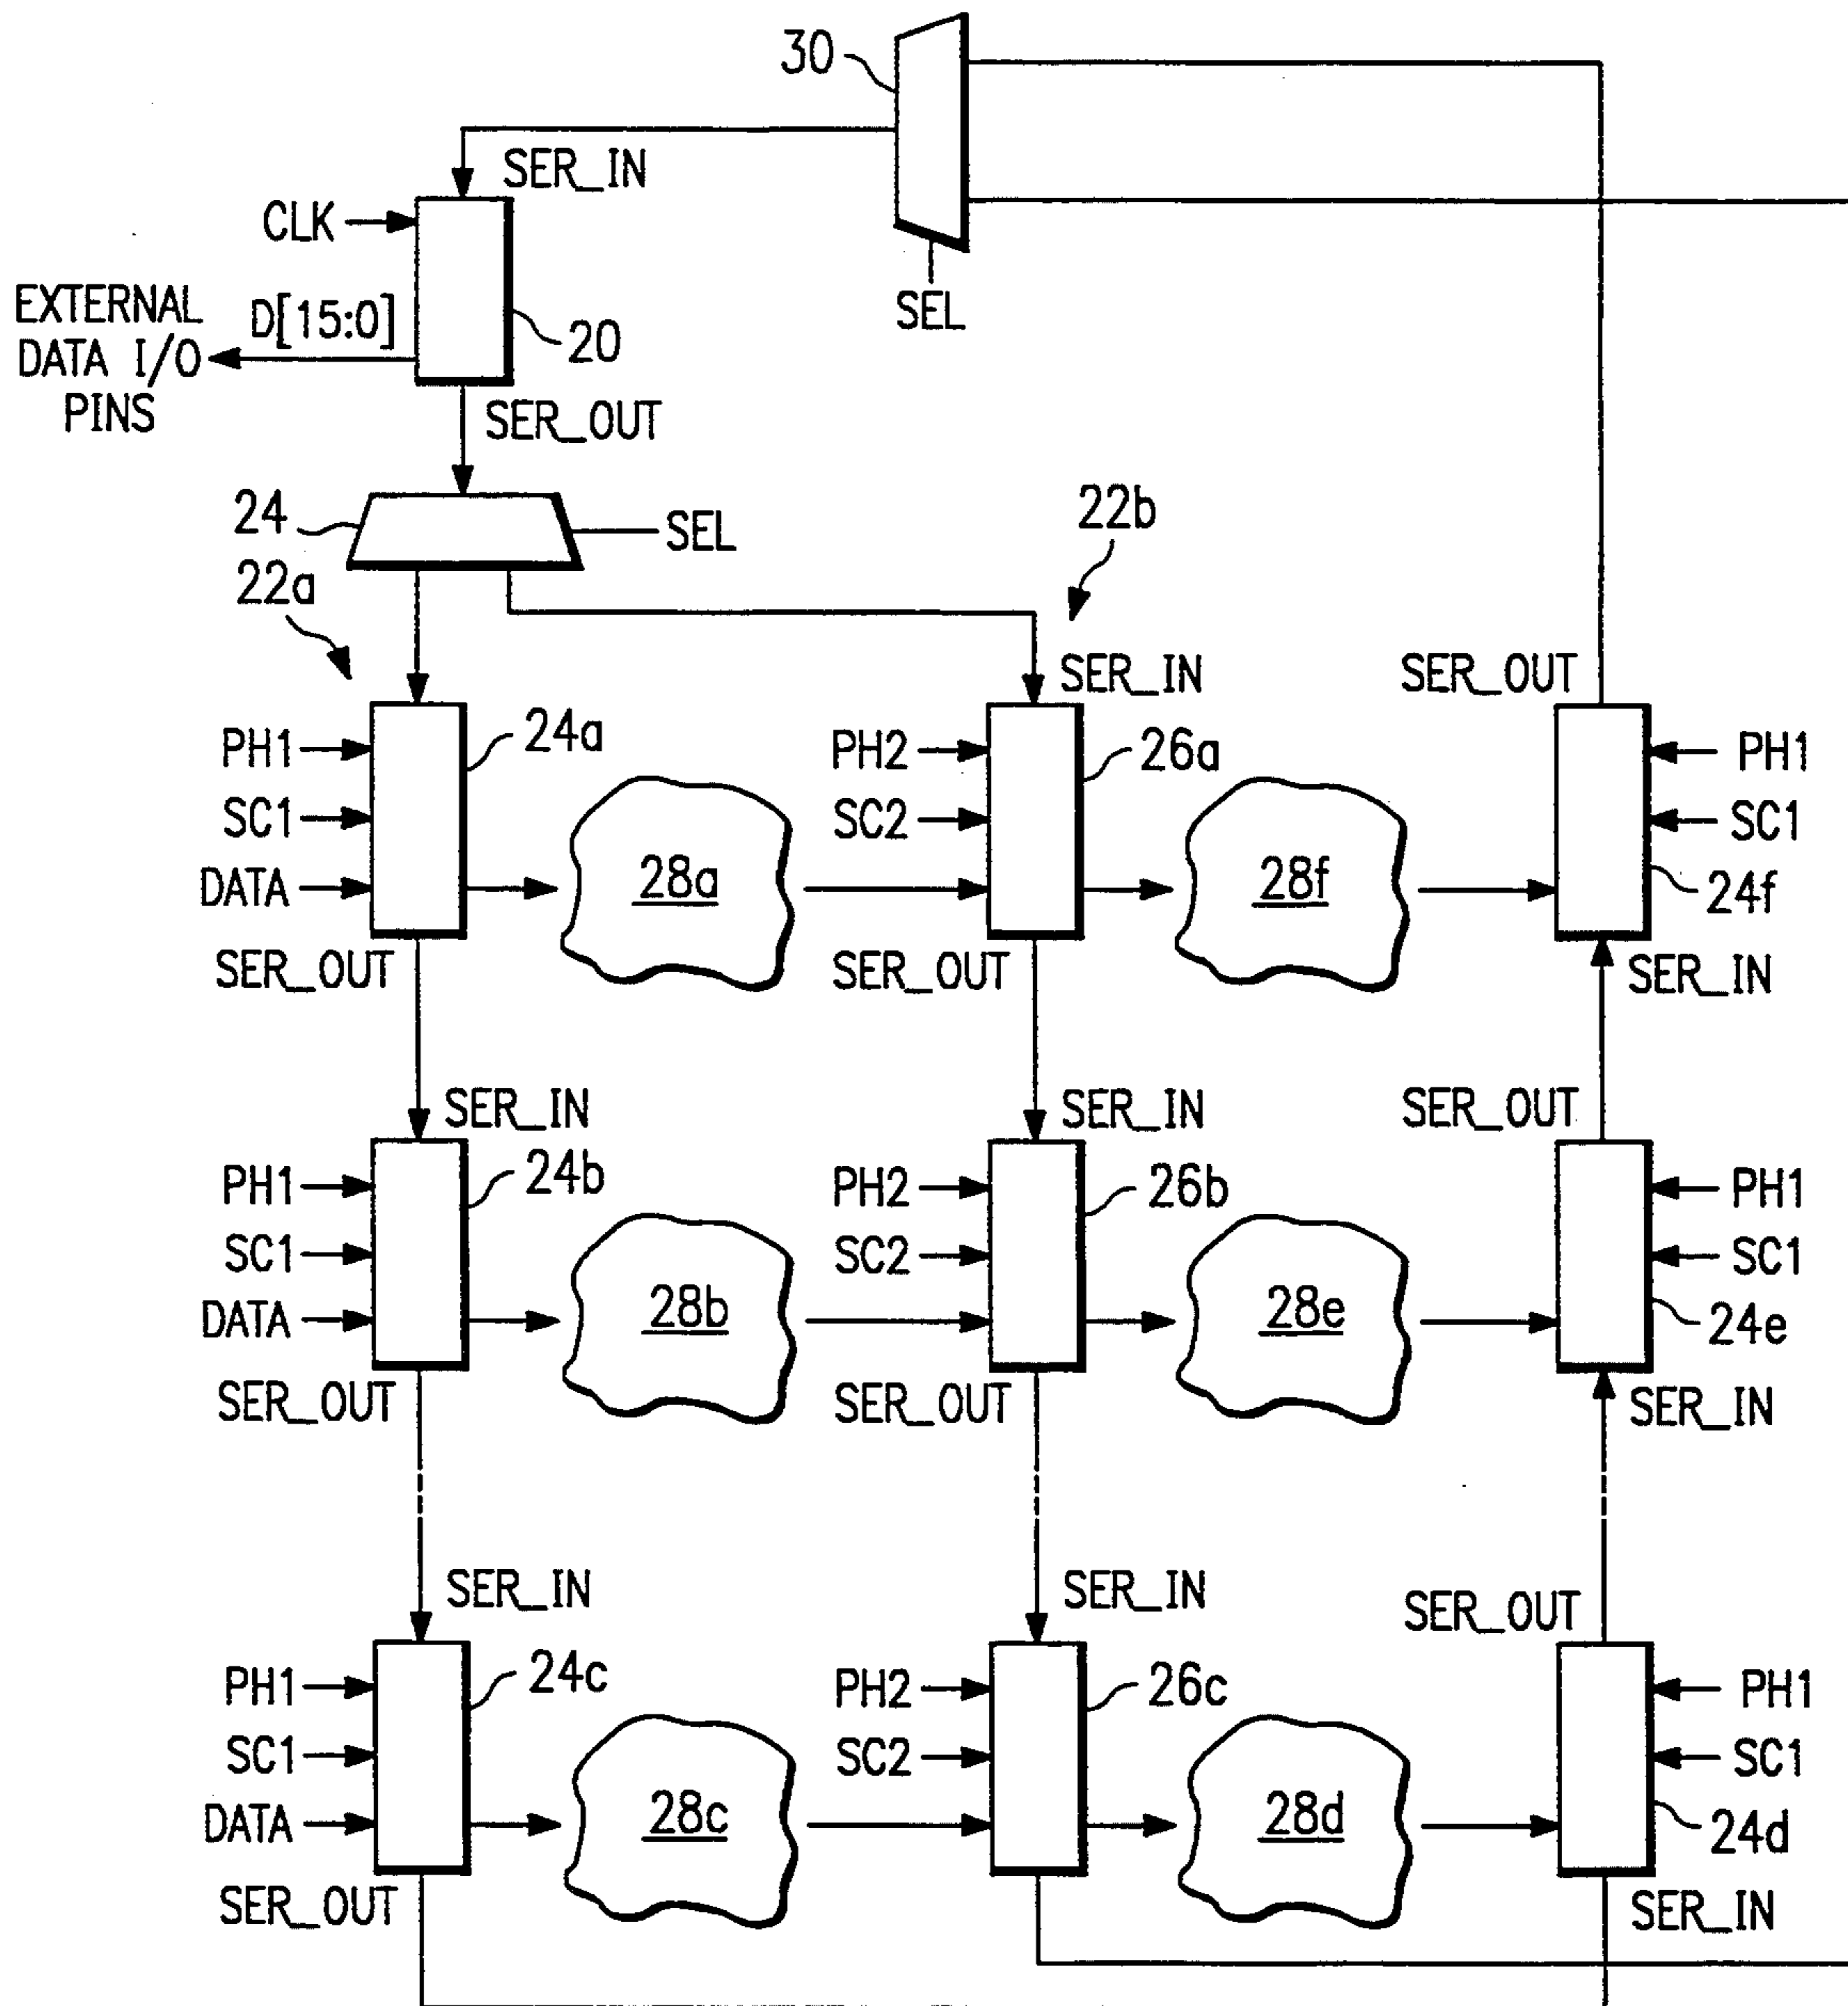 30
SER_IN
CLK
SEL
EXTERNAL
DATA I/O
PINS
D[15:0]
20
SER_OUT
24
SEL
22b
22a
SER_IN
SER_OUT
PH1
24a
PH2
26a
PH1
SC1
SC2
SC1
DATA
28a
28f
24f
SER_OUT
SER_OUT
SER_IN
SER_IN
SER_IN
SER_OUT
PH1
24b
PH2
26b
PH1
SC1
SC2
SC1
DATA
28b
28e
24e
SER_OUT
SER_OUT
SER_IN
SER_IN
SER_IN
SER_OUT
PH1
24c
PH2
26c
PH1
SC1
SC2
SC1
DATA
28c
28d
24d
SER_OUT
SER_IN